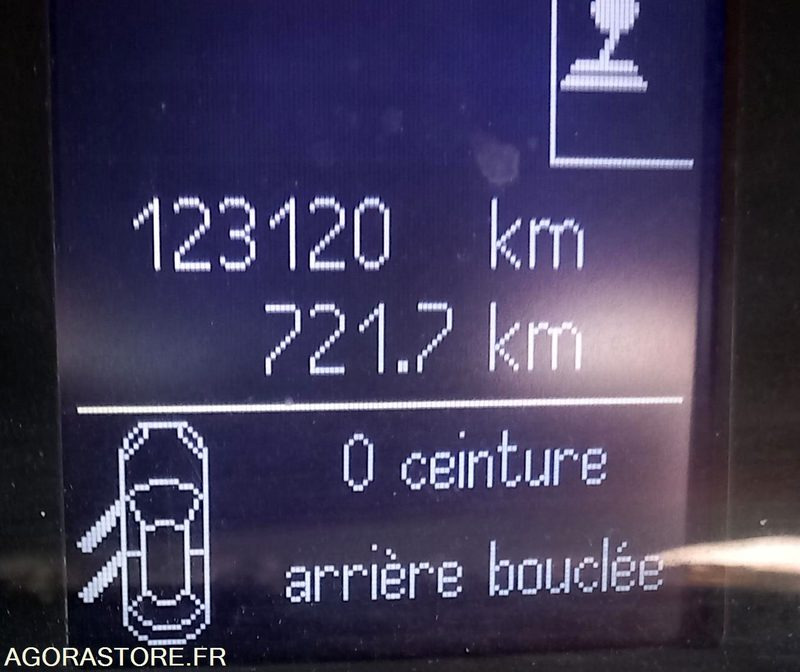 123120 km
721.7 km
0 ceinture
arrière bouclée
AGORASTORE.FR